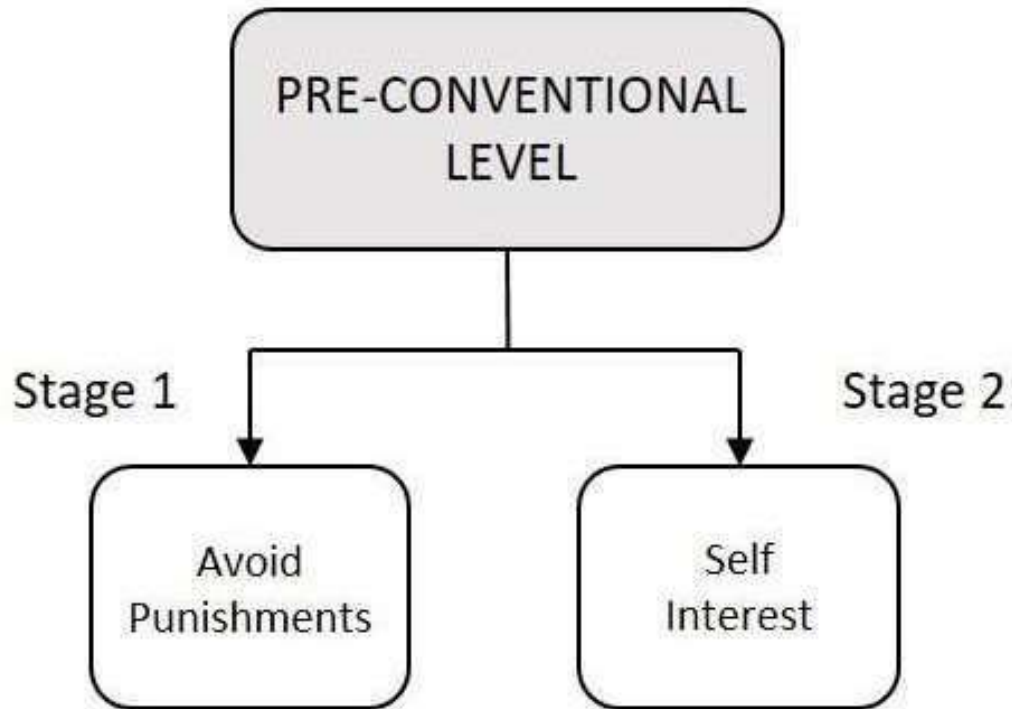 PRE-CONVENTIONAL
LEVEL
Stage 1
Stage 2
Avoid
Punishments
Self
Interest